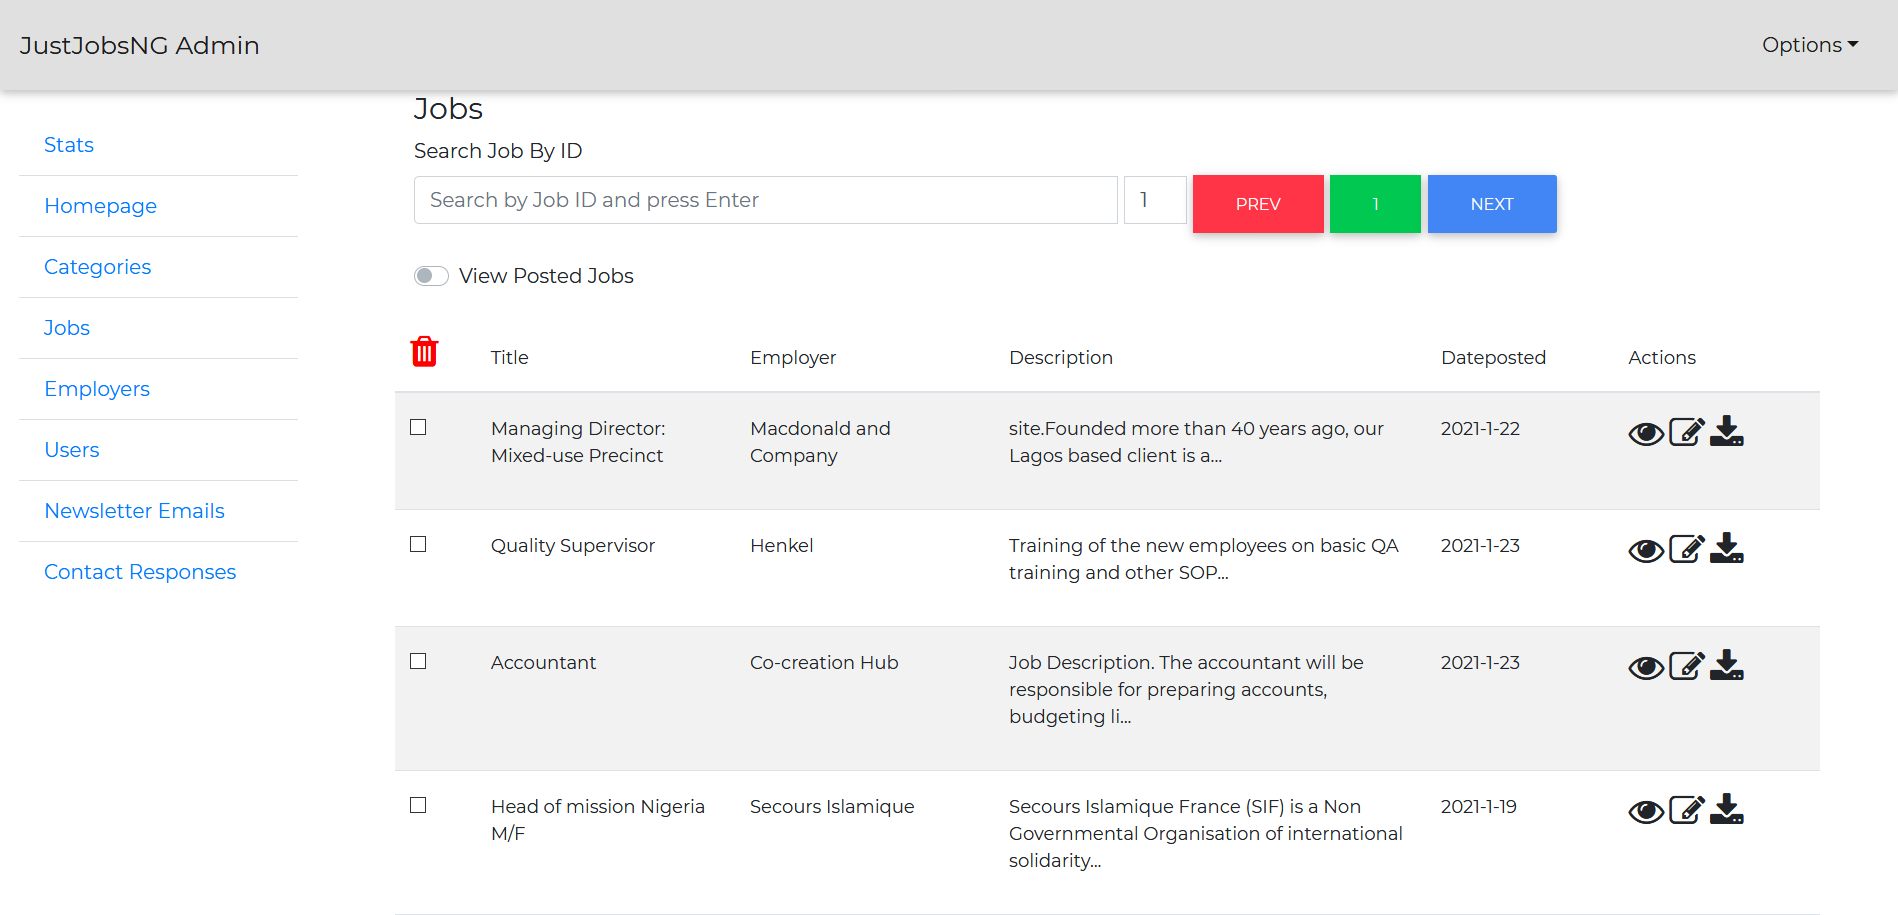 JustJobsNG Admin
Options
Stats
Homepage
Categories
Jobs
Employers
Users
Newsletter Emails
Contact Responses
Jobs
Search Job By ID
Search by Job ID and press Enter
1
PREV
1
NEXT
View Posted Jobs
Title
Employer
Description
Dateposted
Actions
Managing Director:
Mixed-use Precinct
Macdonald and
Company
site.Founded more than 40 years ago, our
Lagos based client is a...
2021-1-22
Quality Supervisor
Henkel
Training of the new employees on basic QA
training and other SOP...
2021-1-23
Accountant
Co-creation Hub
Job Description. The accountant will be
responsible for preparing accounts,
budgeting li...
2021-1-23
Head of mission Nigeria
M/F
Secours Islamique
Secours Islamique France (SIF) is a Non
Governmental Organisation of international
solidarity...
2021-1-19